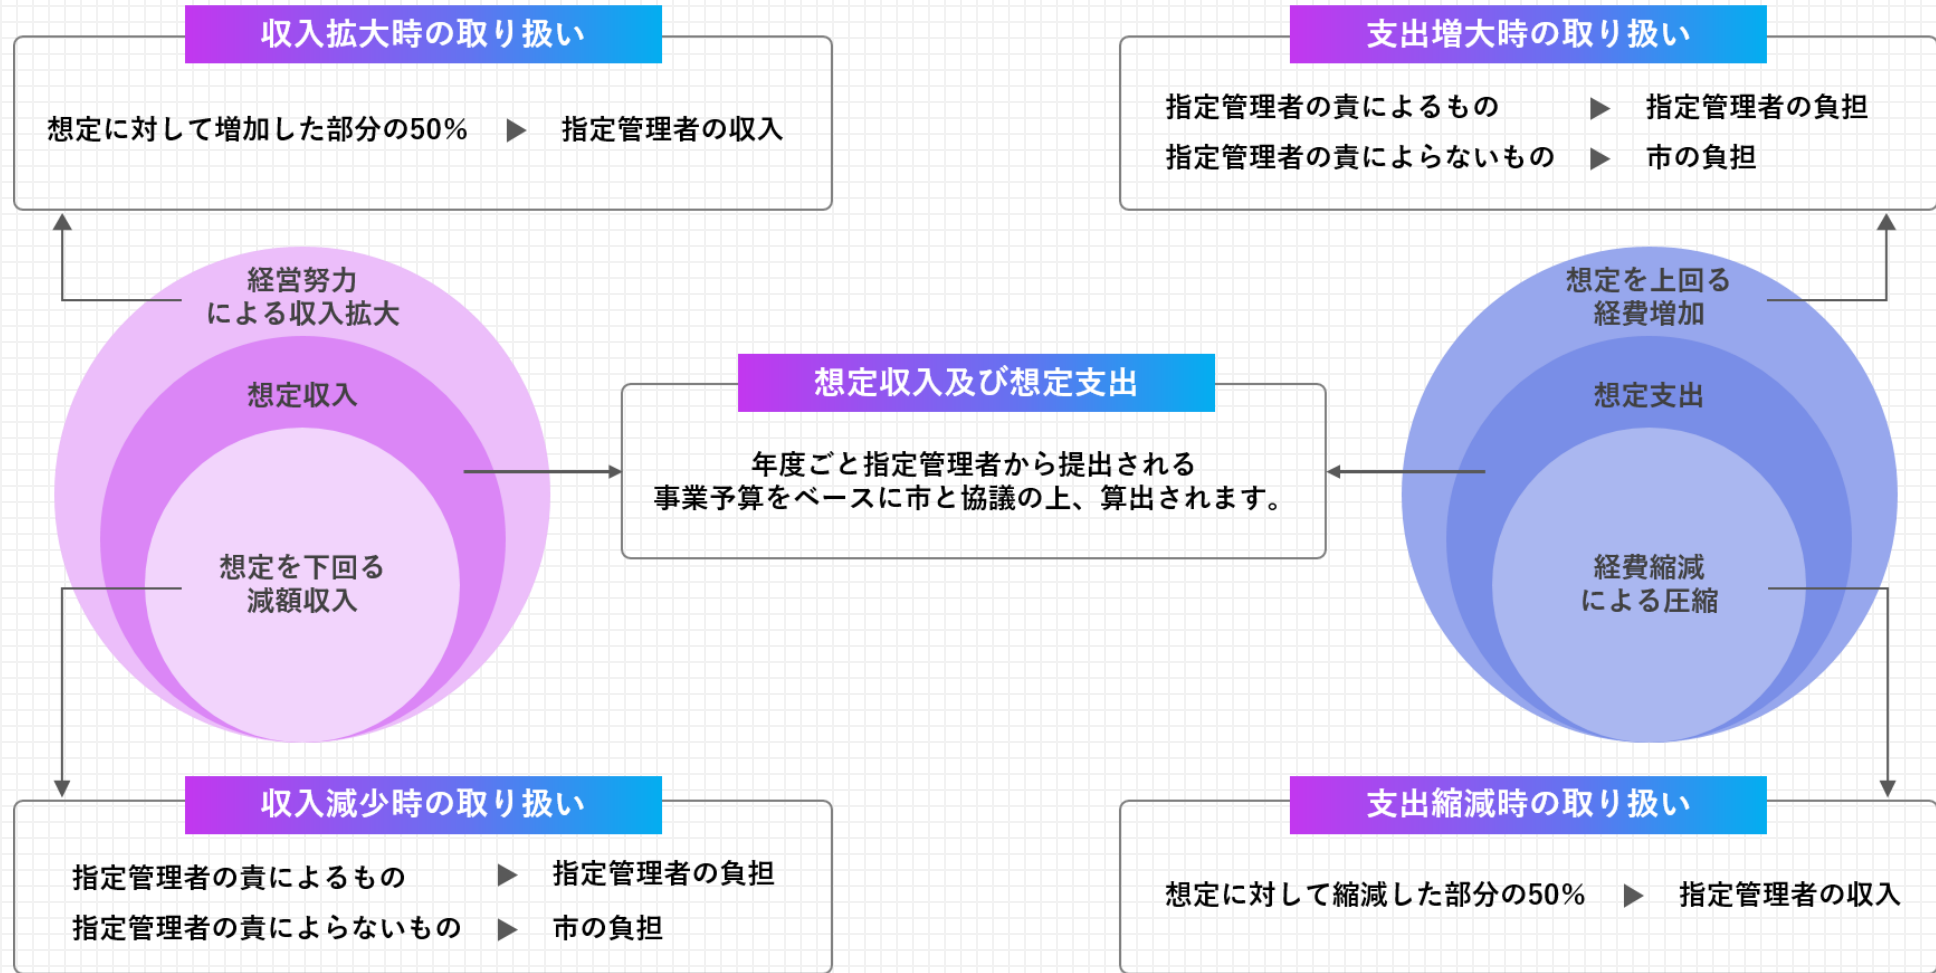 収入拡大時の取り扱い
想定に対して増加した部分の50% ▶ 指定管理者の収入
支出増大時の取り扱い
指定管理者の責によるもの ▶ 指定管理者の負担
指定管理者の責によらないもの ▶ 市の負担
経営努力
による収入拡大
想定収入
想定を下回る
減額収入
想定収入及び想定支出
年度ごと指定管理者から提出される
事業予算をベースに市と協議の上、算出されます。
想定を上回る
経費増加
想定支出
経費縮減
による圧縮
収入減少時の取り扱い
指定管理者の責によるもの ▶ 指定管理者の負担
指定管理者の責によらないもの ▶ 市の負担
支出縮減時の取り扱い
想定に対して縮減した部分の50% ▶ 指定管理者の収入